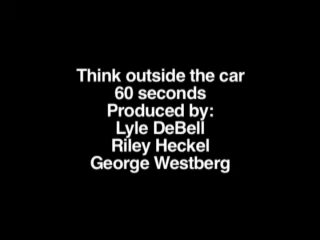 Think outside the car
60 seconds
Produced by:
Lyle DeBell
Riley Heckel
George Westberg